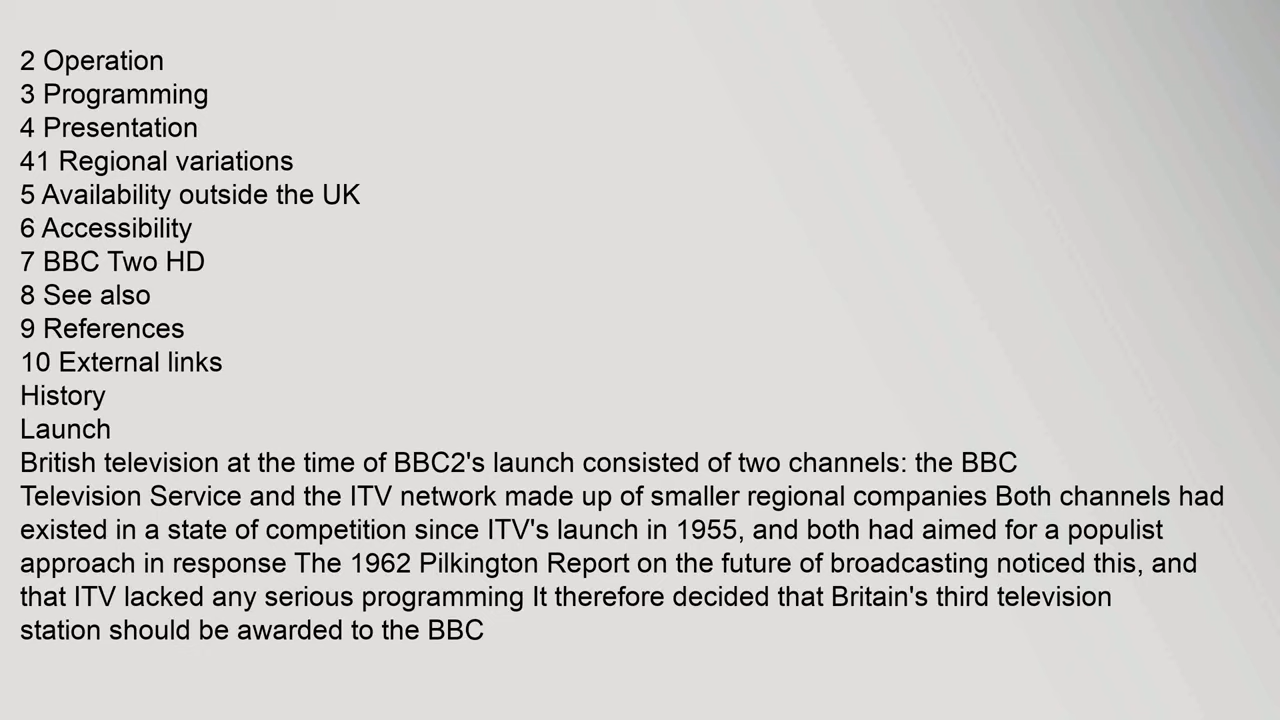 2 Operation
3 Programming
4 Presentation
41 Regional variations
5 Availability outside the UK
6 Accessibility
7 BBC Two HD
8 See also
9 References
10 External links
History
Launch
British television at the time of BBC2's launch consisted of two channels: the BBC
Television Service and the ITV network made up of smaller regional companies Both channels had
existed in a state of competition since ITV's launch in 1955, and both had aimed for a populist
approach in response The 1962 Pilkington Report on the future of broadcasting noticed this, and
that ITV lacked any serious programming It therefore decided that Britain's third television
station should be awarded to the BBC